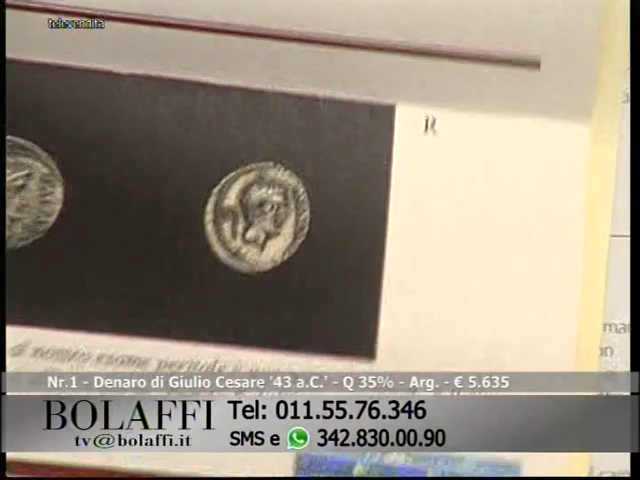 televendita
R
Nr.1 - Denaro di Giulio Cesare '43 a.C.' - Q 35% - Arg. - € 5.635
BOLAFFI
tv@bolaffi.it
Tel: 011.55.76.346
SMS e 342.830.00.90